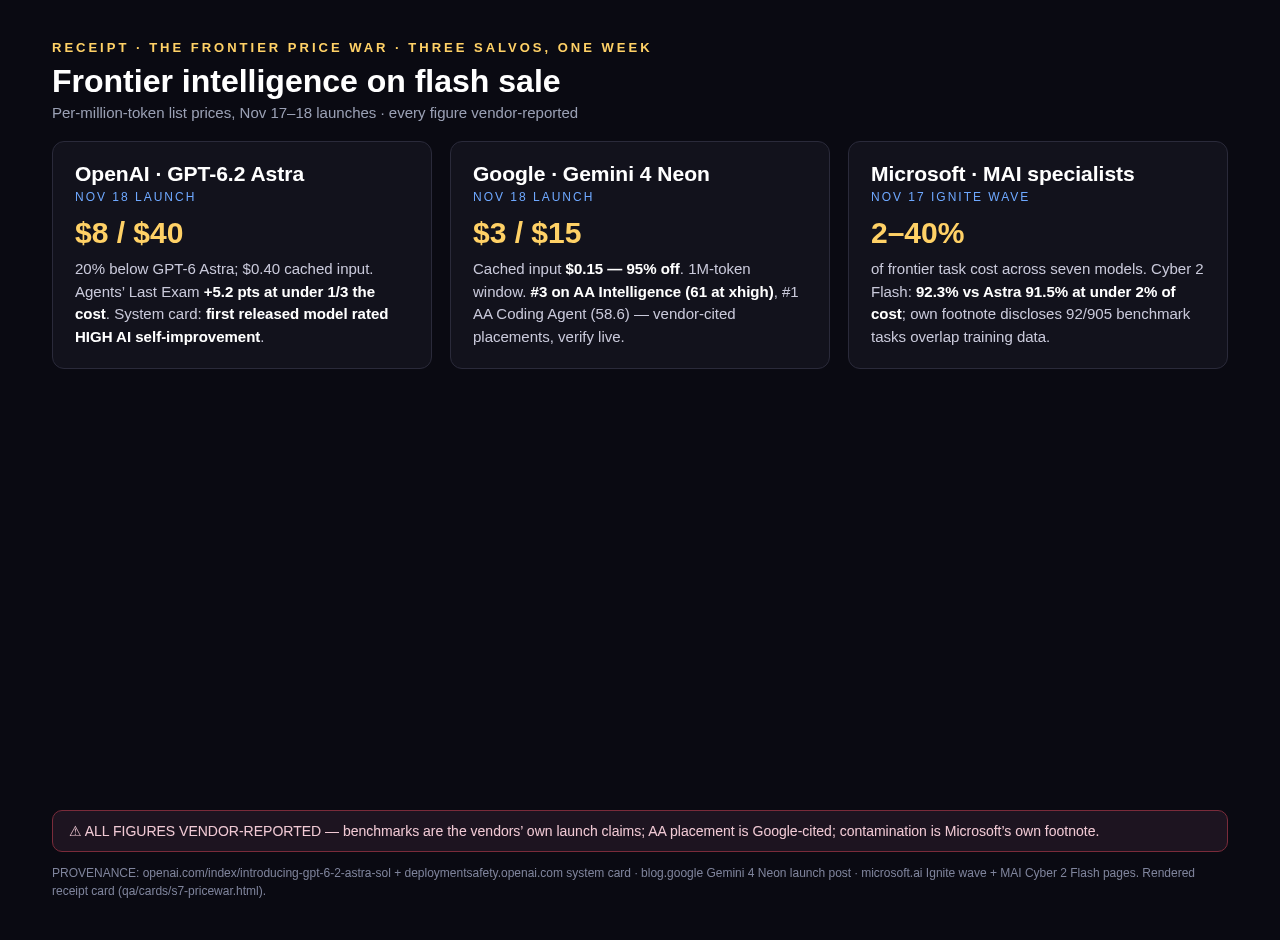 RECEIPT · THE FRONTIER PRICE WAR · THREE SALVOS, ONE WEEK
Frontier intelligence on flash sale
Per-million-token list prices, Nov 17–18 launches · every figure vendor-reported
OpenAI · GPT-6.2 Astra
NOV 18 LAUNCH
$8 / $40
20% below GPT-6 Astra; $0.40 cached input.
Agents’ Last Exam +5.2 pts at under 1/3 the
cost. System card: first released model rated
HIGH AI self-improvement.
Google · Gemini 4 Neon
NOV 18 LAUNCH
$3 / $15
Cached input $0.15 — 95% off. 1M-token
window. #3 on AA Intelligence (61 at xhigh), #1
AA Coding Agent (58.6) — vendor-cited
placements, verify live.
Microsoft · MAI specialists
NOV 17 IGNITE WAVE
2–40%
of frontier task cost across seven models. Cyber 2
Flash: 92.3% vs Astra 91.5% at under 2% of
cost; own footnote discloses 92/905 benchmark
tasks overlap training data.
⚠ ALL FIGURES VENDOR-REPORTED — benchmarks are the vendors’ own launch claims; AA placement is Google-cited; contamination is Microsoft’s own footnote.
PROVENANCE: openai.com/index/introducing-gpt-6-2-astra-sol + deploymentsafety.openai.com system card · blog.google Gemini 4 Neon launch post · microsoft.ai Ignite wave + MAI Cyber 2 Flash pages. Rendered
receipt card (qa/cards/s7-pricewar.html).